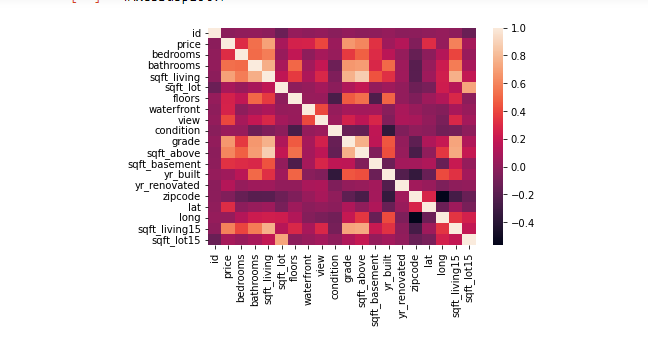 id
price
bedrooms
bathrooms
sqft_living
sqft_lot
floors
waterfront
view
condition
grade
sqft_above
sqft_basement
yr_built
yr_renovated
zipcode
lat
long
sqft_living15
sqft_lot15
1.0
0.8
0.6
0.4
0.2
0.0
−0.2
−0.4
id
price
bedrooms
bathrooms
sqft_living
sqft_lot
floors
waterfront
view
condition
grade
sqft_above
sqft_basement
yr_built
yr_renovated
zipcode
lat
long
sqft_living15
sqft_lot15